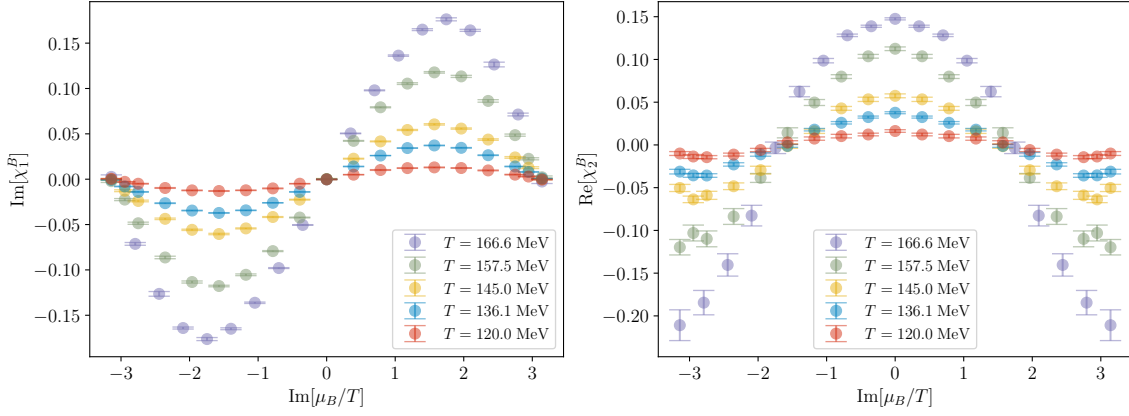 0.15
0.10
0.05
0.00
−0.05
−0.10
−0.15
Im[χ₁ᴮ]
−3 −2 −1 0 1 2 3
Im[μ_B/T]
T = 166.6 MeV
T = 157.5 MeV
T = 145.0 MeV
T = 136.1 MeV
T = 120.0 MeV
0.15
0.10
0.05
0.00
−0.05
−0.10
−0.15
−0.20
Re[χ₂ᴮ]
−3 −2 −1 0 1 2 3
Im[μ_B/T]
T = 166.6 MeV
T = 157.5 MeV
T = 145.0 MeV
T = 136.1 MeV
T = 120.0 MeV